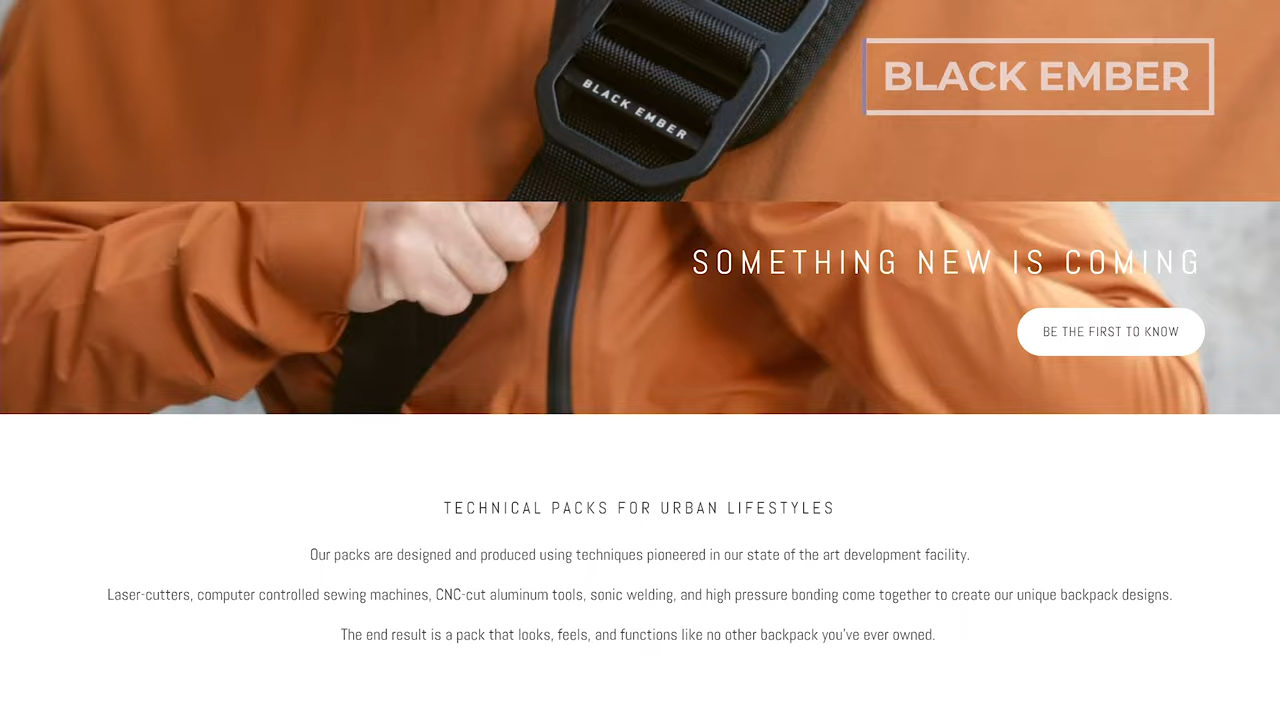 BLACK EMBER
BLACK EMBER
SOMETHING NEW IS COMING
BE THE FIRST TO KNOW
TECHNICAL PACKS FOR URBAN LIFESTYLES
Our packs are designed and produced using techniques pioneered in our state of the art development facility.
Laser-cutters, computer controlled sewing machines, CNC-cut aluminum tools, sonic welding, and high pressure bonding come together to create our unique backpack designs.
The end result is a pack that looks, feels, and functions like no other backpack you've ever owned.